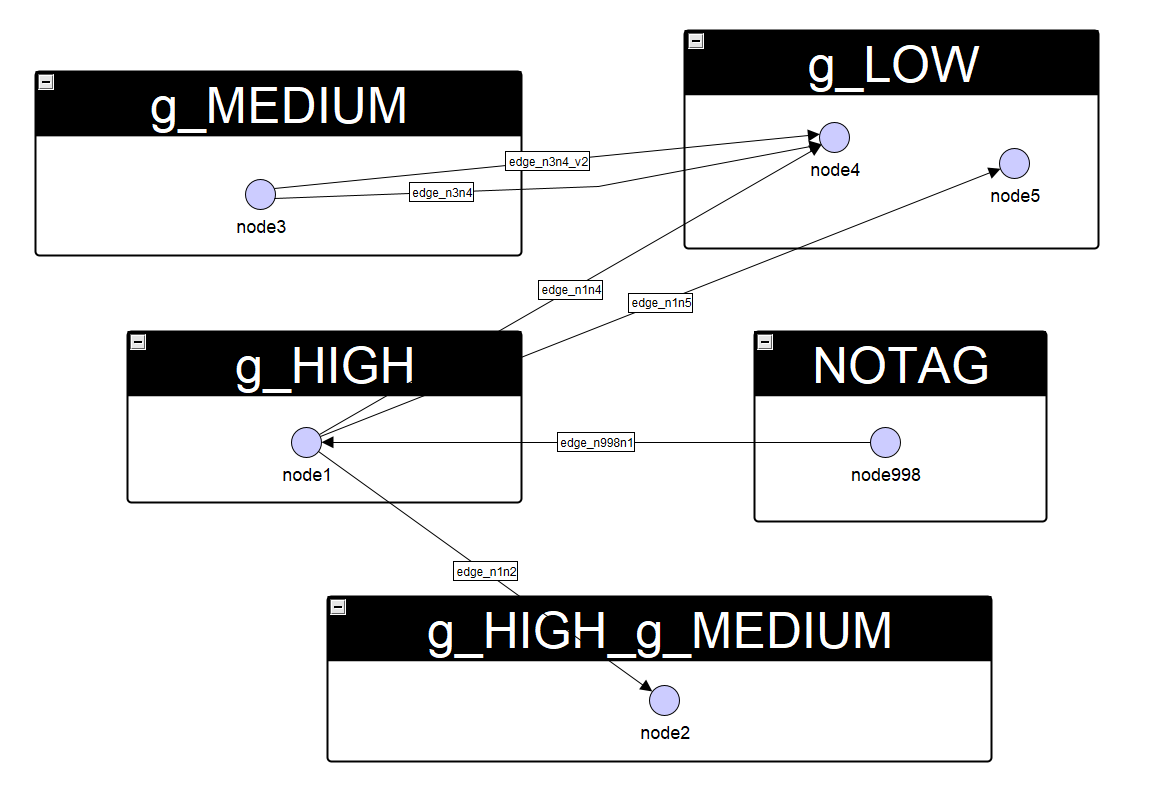 g_LOW
g_MEDIUM
node4
edge_n3n4_v2
node5
edge_n3n4
node3
edge_n1n4
edge_n1n5
g_HIGH
NOTAG
edge_n998n1
node1
node998
edge_n1n2
g_HIGH_g_MEDIUM
node2